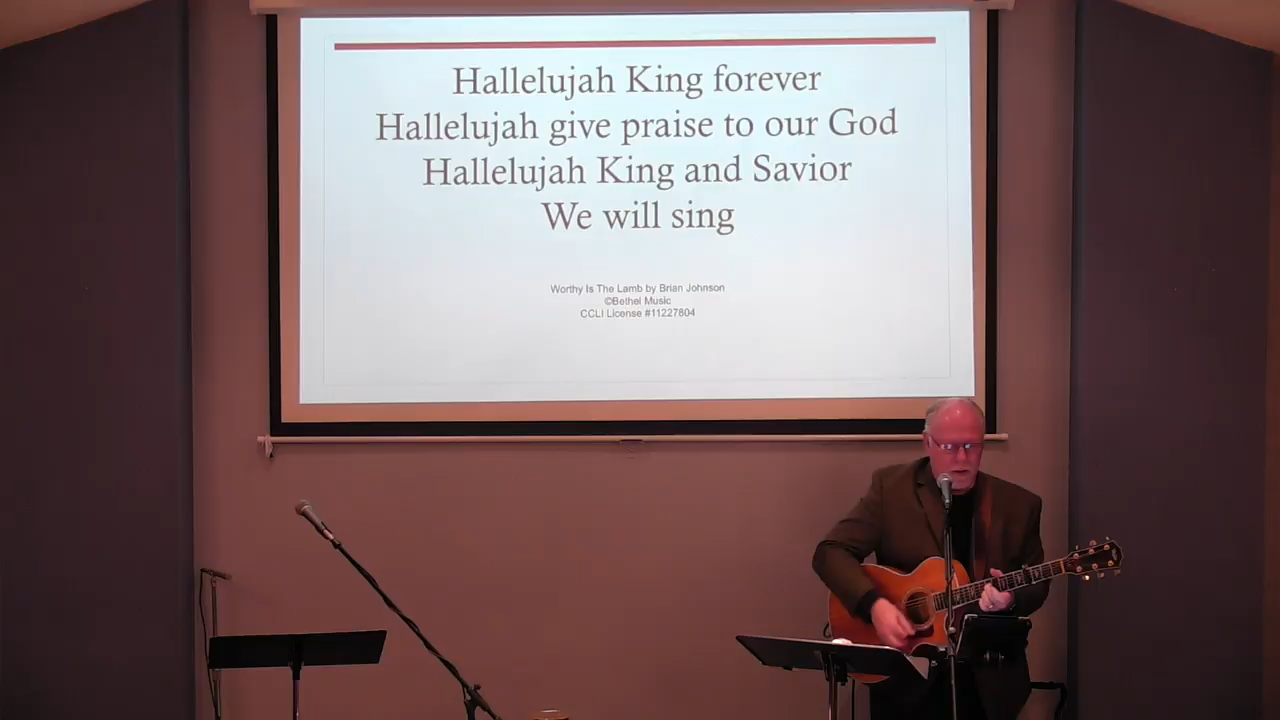 Hallelujah King forever
Hallelujah give praise to our God
Hallelujah King and Savior
We will sing
Worthy Is The Lamb by Brian Johnson
©Bethel Music
CCLI License #11227804